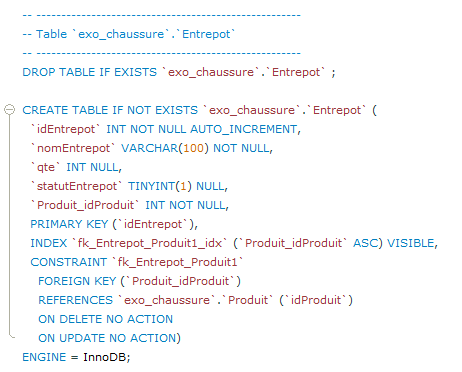 -- -----------------------------------------------------
-- Table `exo_chaussure`.`Entrepot`
-- -----------------------------------------------------
DROP TABLE IF EXISTS `exo_chaussure`.`Entrepot` ;
CREATE TABLE IF NOT EXISTS `exo_chaussure`.`Entrepot` (
`idEntrepot` INT NOT NULL AUTO_INCREMENT,
`nomEntrepot` VARCHAR(100) NOT NULL,
`qte` INT NULL,
`statutEntrepot` TINYINT(1) NULL,
`Produit_idProduit` INT NOT NULL,
PRIMARY KEY (`idEntrepot`),
INDEX `fk_Entrepot_Produit1_idx` (`Produit_idProduit` ASC) VISIBLE,
CONSTRAINT `fk_Entrepot_Produit1`
FOREIGN KEY (`Produit_idProduit`)
REFERENCES `exo_chaussure`.`Produit` (`idProduit`)
ON DELETE NO ACTION
ON UPDATE NO ACTION)
ENGINE = InnoDB;